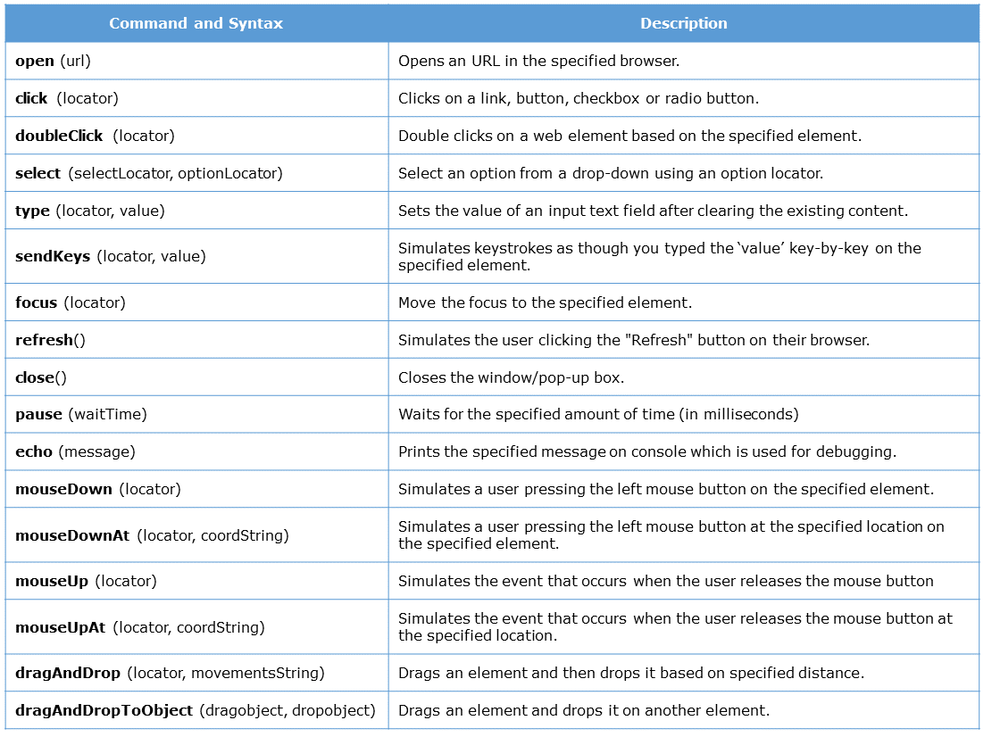 Command and Syntax Description
open (url) Opens an URL in the specified browser.
click (locator) Clicks on a link, button, checkbox or radio button.
doubleClick (locator) Double clicks on a web element based on the specified element.
select (selectLocator, optionLocator) Select an option from a drop-down using an option locator.
type (locator, value) Sets the value of an input text field after clearing the existing content.
sendKeys (locator, value) Simulates keystrokes as though you typed the ‘value’ key-by-key on the
specified element.
focus (locator) Move the focus to the specified element.
refresh() Simulates the user clicking the "Refresh" button on their browser.
close() Closes the window/pop-up box.
pause (waitTime) Waits for the specified amount of time (in milliseconds)
echo (message) Prints the specified message on console which is used for debugging.
mouseDown (locator) Simulates a user pressing the left mouse button on the specified element.
mouseDownAt (locator, coordString) Simulates a user pressing the left mouse button at the specified location on
the specified element.
mouseUp (locator) Simulates the event that occurs when the user releases the mouse button
mouseUpAt (locator, coordString) Simulates the event that occurs when the user releases the mouse button at
the specified location.
dragAndDrop (locator, movementsString) Drags an element and then drops it based on specified distance.
dragAndDropToObject (dragobject, dropobject) Drags an element and drops it on another element.